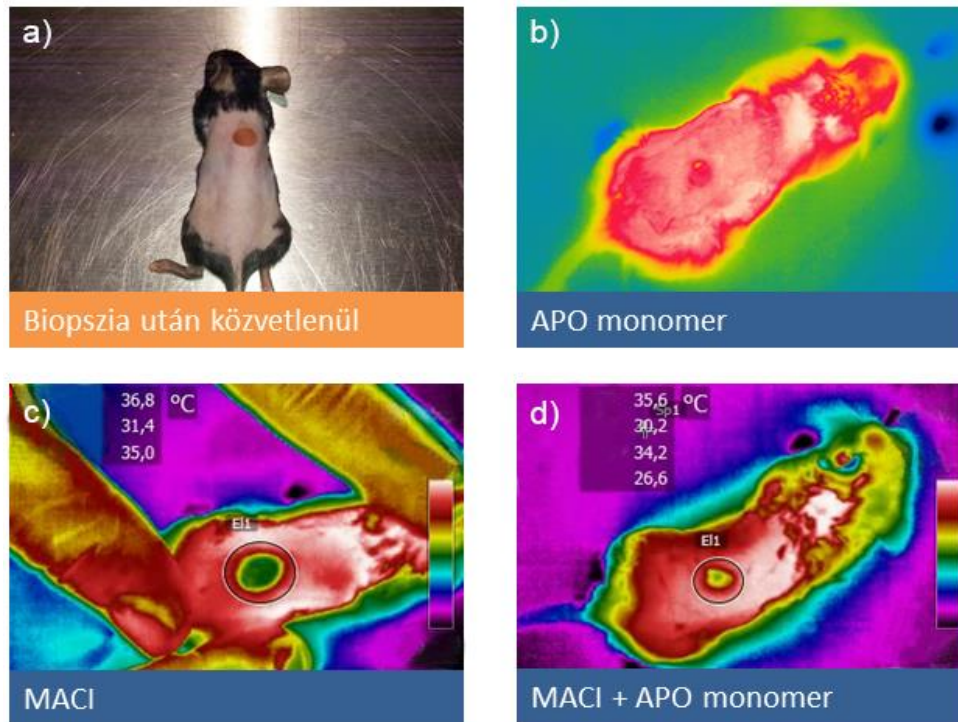 a)
Biopszia után közvetlenül
b)
APO monomer
c)
36,8 °C
31,4
35,0
El1
MACI
d)
35,6 °C
Sp1
30,2
34,2
26,6
El1
MACI + APO monomer